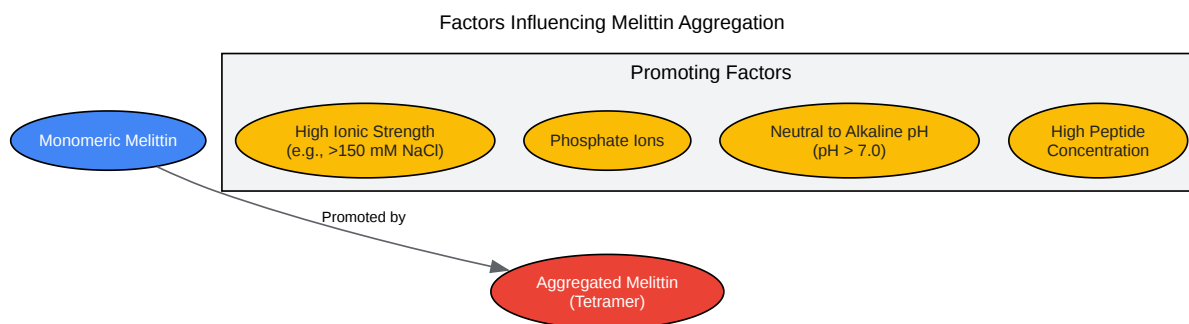 Factors Influencing Melittin Aggregation
Promoting Factors
Monomeric Melittin
High Ionic Strength
(e.g., >150 mM NaCl)
Phosphate Ions
Neutral to Alkaline pH
(pH > 7.0)
High Peptide
Concentration
Promoted by
Aggregated Melittin
(Tetramer)